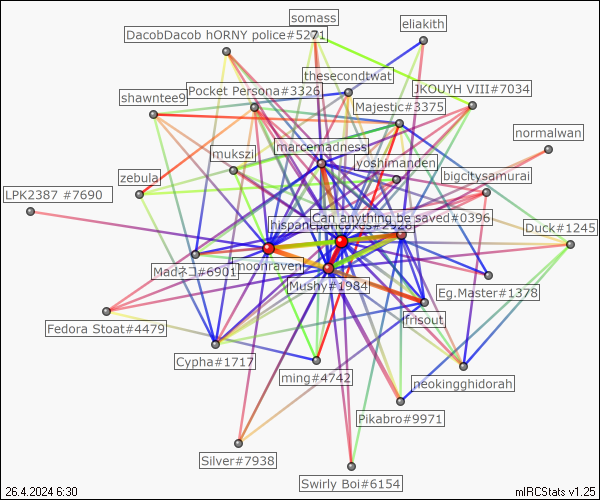 somass
eliakith
DacobDacob hORNY police#5271
thesecondtwat
Pocket Persona#3326
JKOUYH VIII#7034
shawntee9
Majestic#3375
normalwan
marcemadness
mukszi
yoshimanden
bigcitysamurai
zebula
LPK2387 #7690
Can anything be saved#0396
Duck#1245
moonraven
Madネコ#6901
Mushy#1984
Eg.Master#1378
Fedora Stoat#4479
ifrisout
Cypha#1717
ming#4742
neokingghidorah
Pikabro#9971
Silver#7938
Swirly Boi#6154
26.4.2024 6:30
mIRCStats v1.25